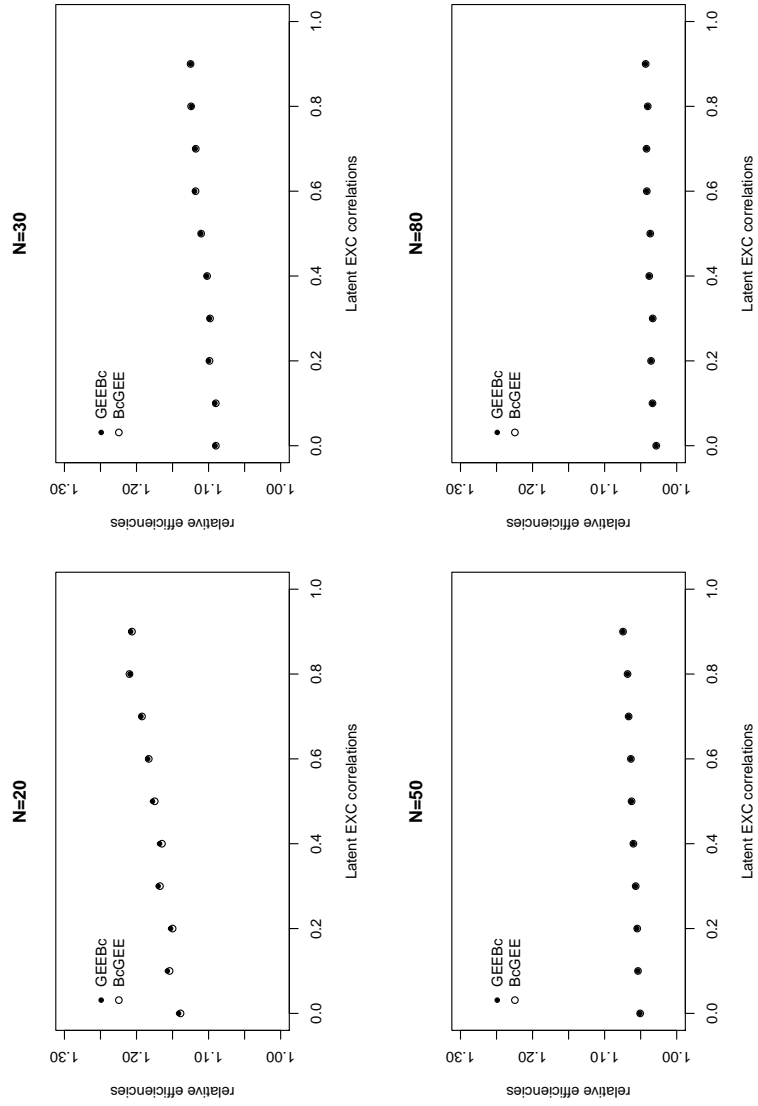 N=20
relative efficiencies
1.00 1.10 1.20 1.30
GEEBc
BcGEE
0.0 0.2 0.4 0.6 0.8 1.0
Latent EXC correlations
N=30
relative efficiencies
1.00 1.10 1.20 1.30
GEEBc
BcGEE
0.0 0.2 0.4 0.6 0.8 1.0
Latent EXC correlations
N=50
relative efficiencies
1.00 1.10 1.20 1.30
GEEBc
BcGEE
0.0 0.2 0.4 0.6 0.8 1.0
Latent EXC correlations
N=80
relative efficiencies
1.00 1.10 1.20 1.30
GEEBc
BcGEE
0.0 0.2 0.4 0.6 0.8 1.0
Latent EXC correlations